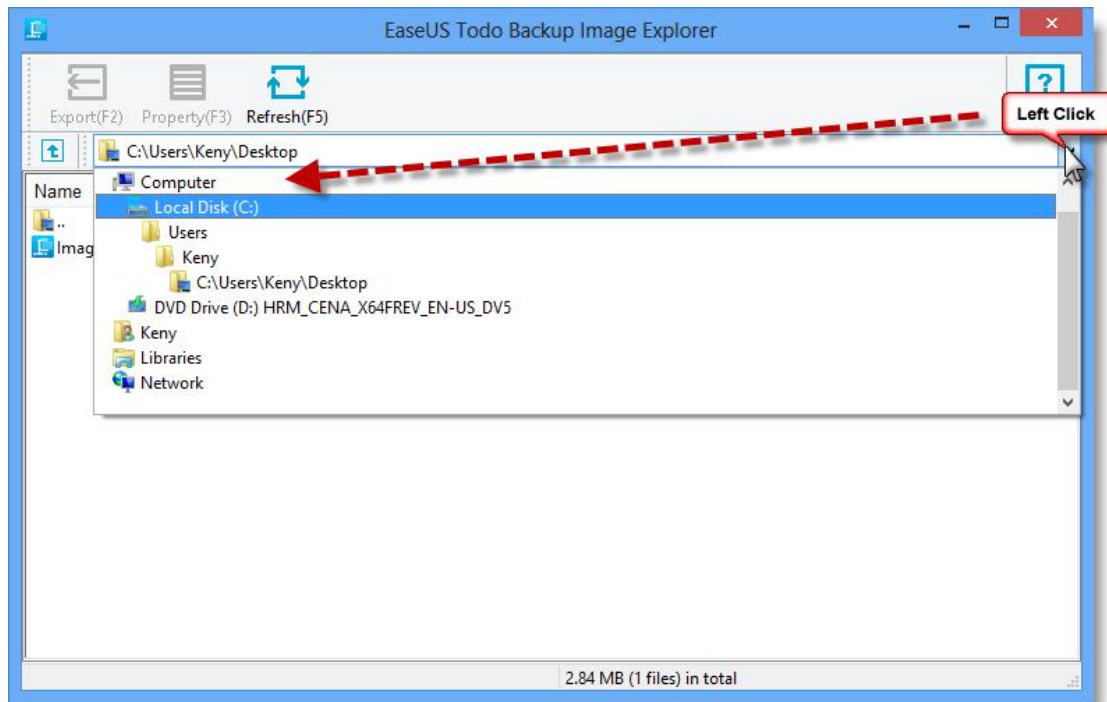 EaseUS Todo Backup Image Explorer
Export(F2) Property(F3) Refresh(F5)
?
Left Click
C:\Users\Keny\Desktop
Name
Computer
Local Disk (C:)
..
Users
Imag
Keny
C:\Users\Keny\Desktop
DVD Drive (D:) HRM_CENA_X64FREV_EN-US_DV5
Keny
Libraries
Network
2.84 MB (1 files) in total